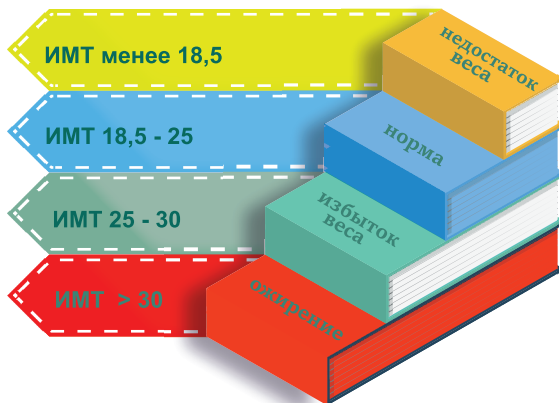 ИМТ менее 18,5
недостаток
веса
ИМТ 18,5 - 25
норма
ИМТ 25 - 30
избыток
веса
ИМТ > 30
ожирение